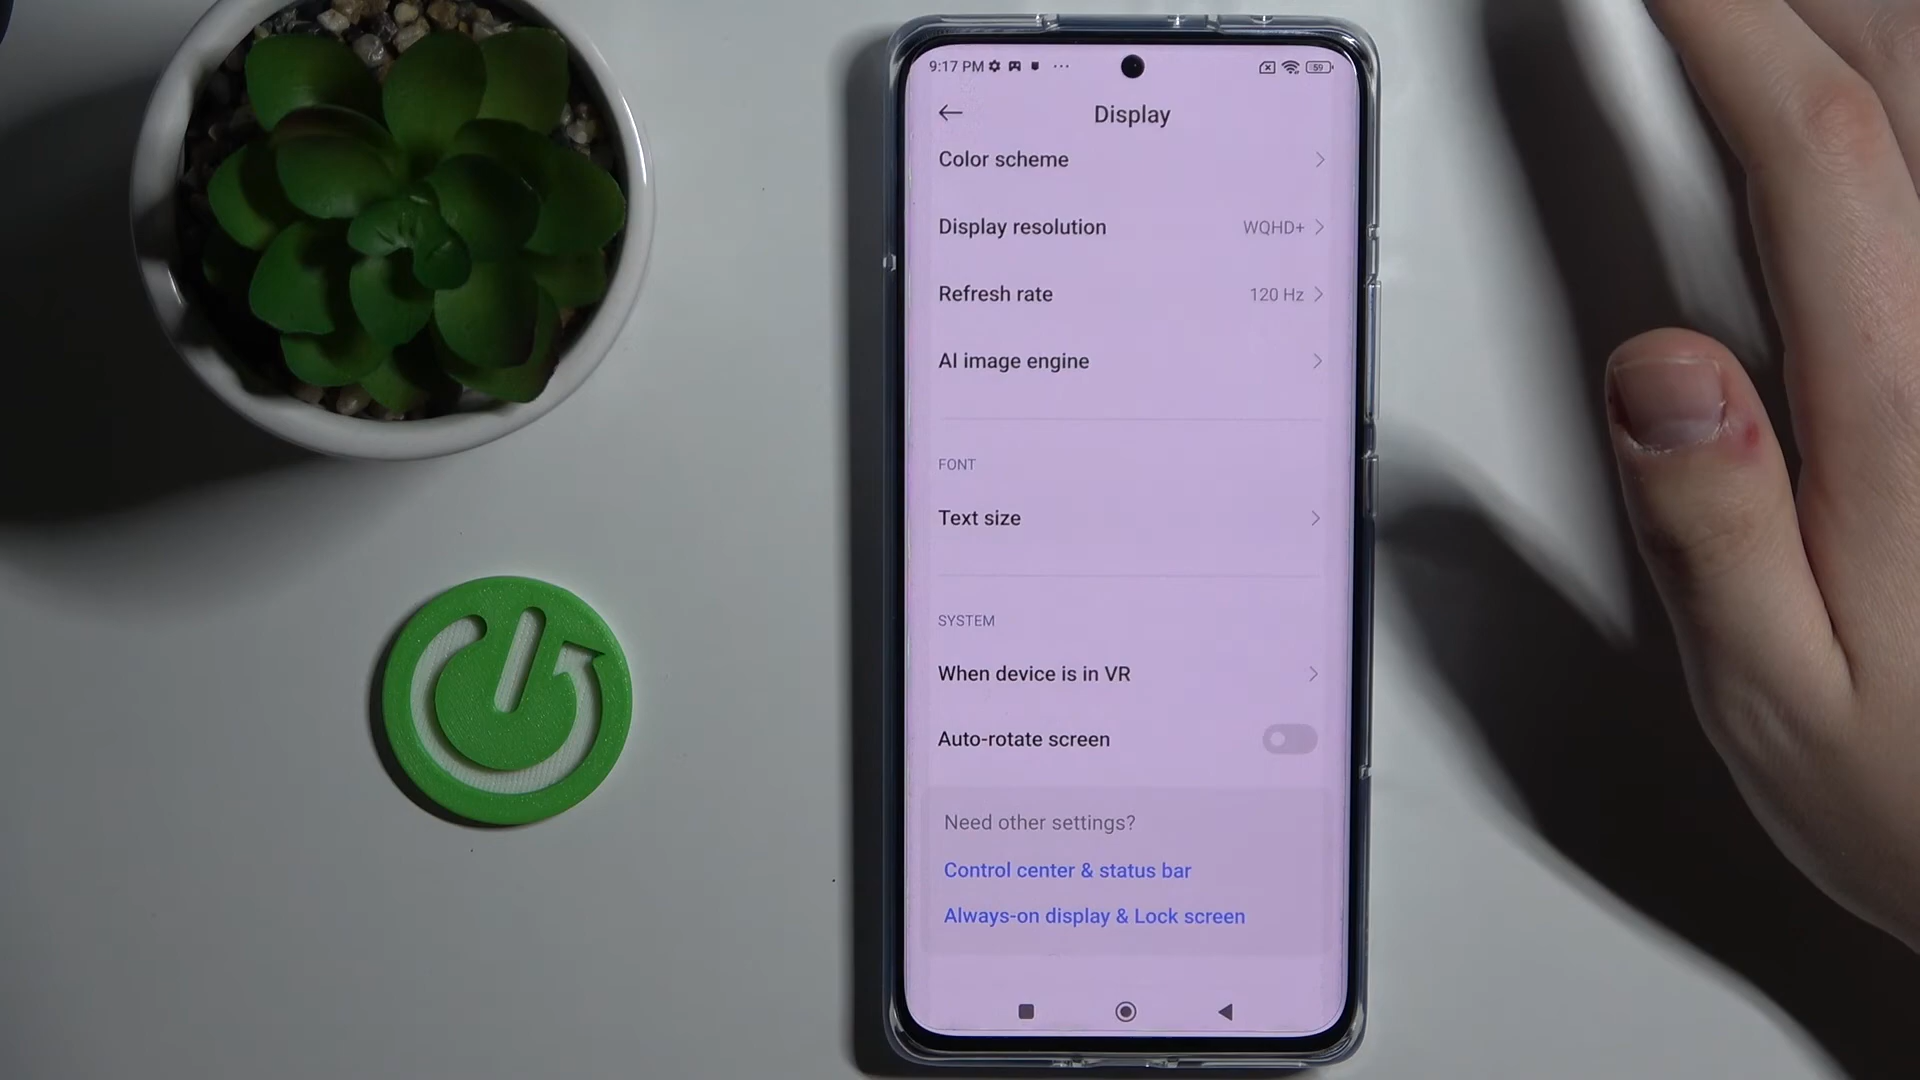 9:17 PM
59
Display
Color scheme
Display resolution WQHD+
Refresh rate 120 Hz
AI image engine
FONT
Text size
SYSTEM
When device is in VR
Auto-rotate screen
Need other settings?
Control center & status bar
Always-on display & Lock screen